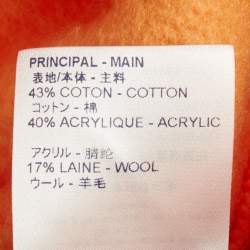 PRINCIPAL - MAIN
表地/本体 - 主料
43% COTON - COTTON
コットン - 棉
40% ACRYLIQUE - ACRYLIC
アクリル - 腈纶
17% LAINE - WOOL
ウール - 羊毛